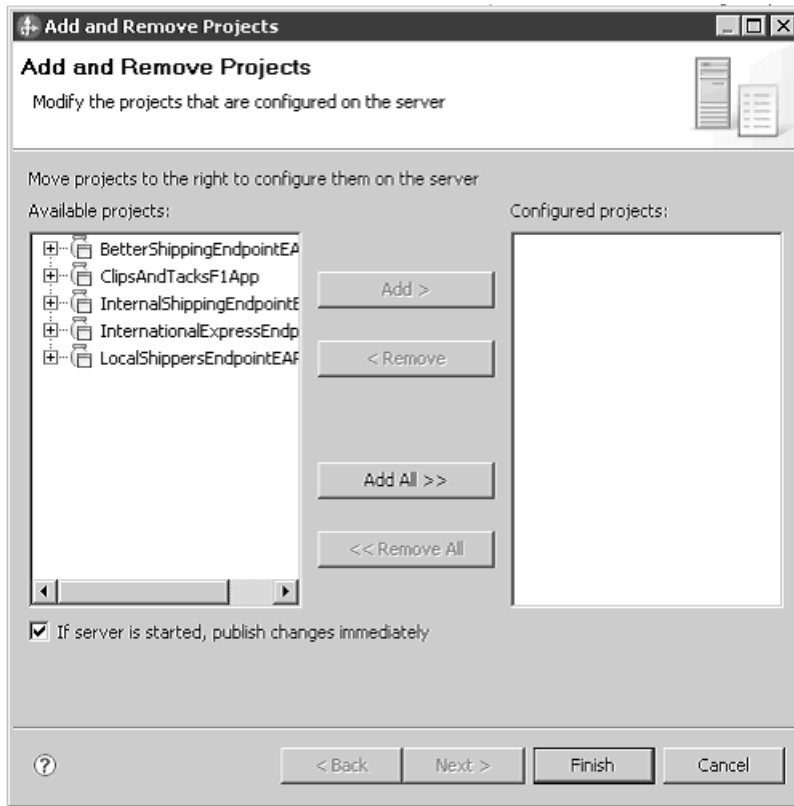 Add and Remove Projects
Add and Remove Projects
Modify the projects that are configured on the server
Move projects to the right to configure them on the server
Available projects:
Configured projects:
BetterShippingEndpointEA
ClipsAndTacksF1App
InternalShippingEndpointE
InternationalExpressEndp
LocalShippersEndpointEAR
Add >
< Remove
Add All >>
<< Remove All
If server is started, publish changes immediately
?
< Back
Next >
Finish
Cancel